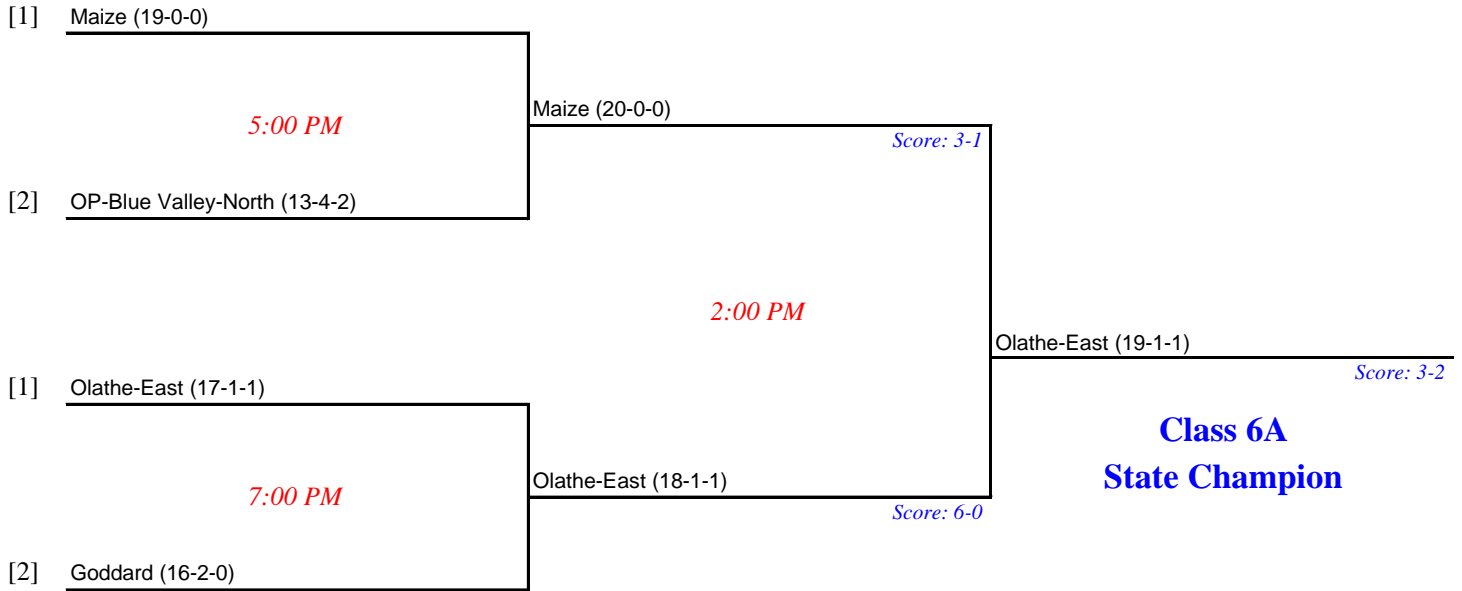 [1] Maize (19-0-0)
5:00 PM
Maize (20-0-0)
Score: 3-1
[2] OP-Blue Valley-North (13-4-2)
2:00 PM
Olathe-East (19-1-1)
Score: 3-2
[1] Olathe-East (17-1-1)
Class 6A
State Champion
7:00 PM
Olathe-East (18-1-1)
Score: 6-0
[2] Goddard (16-2-0)